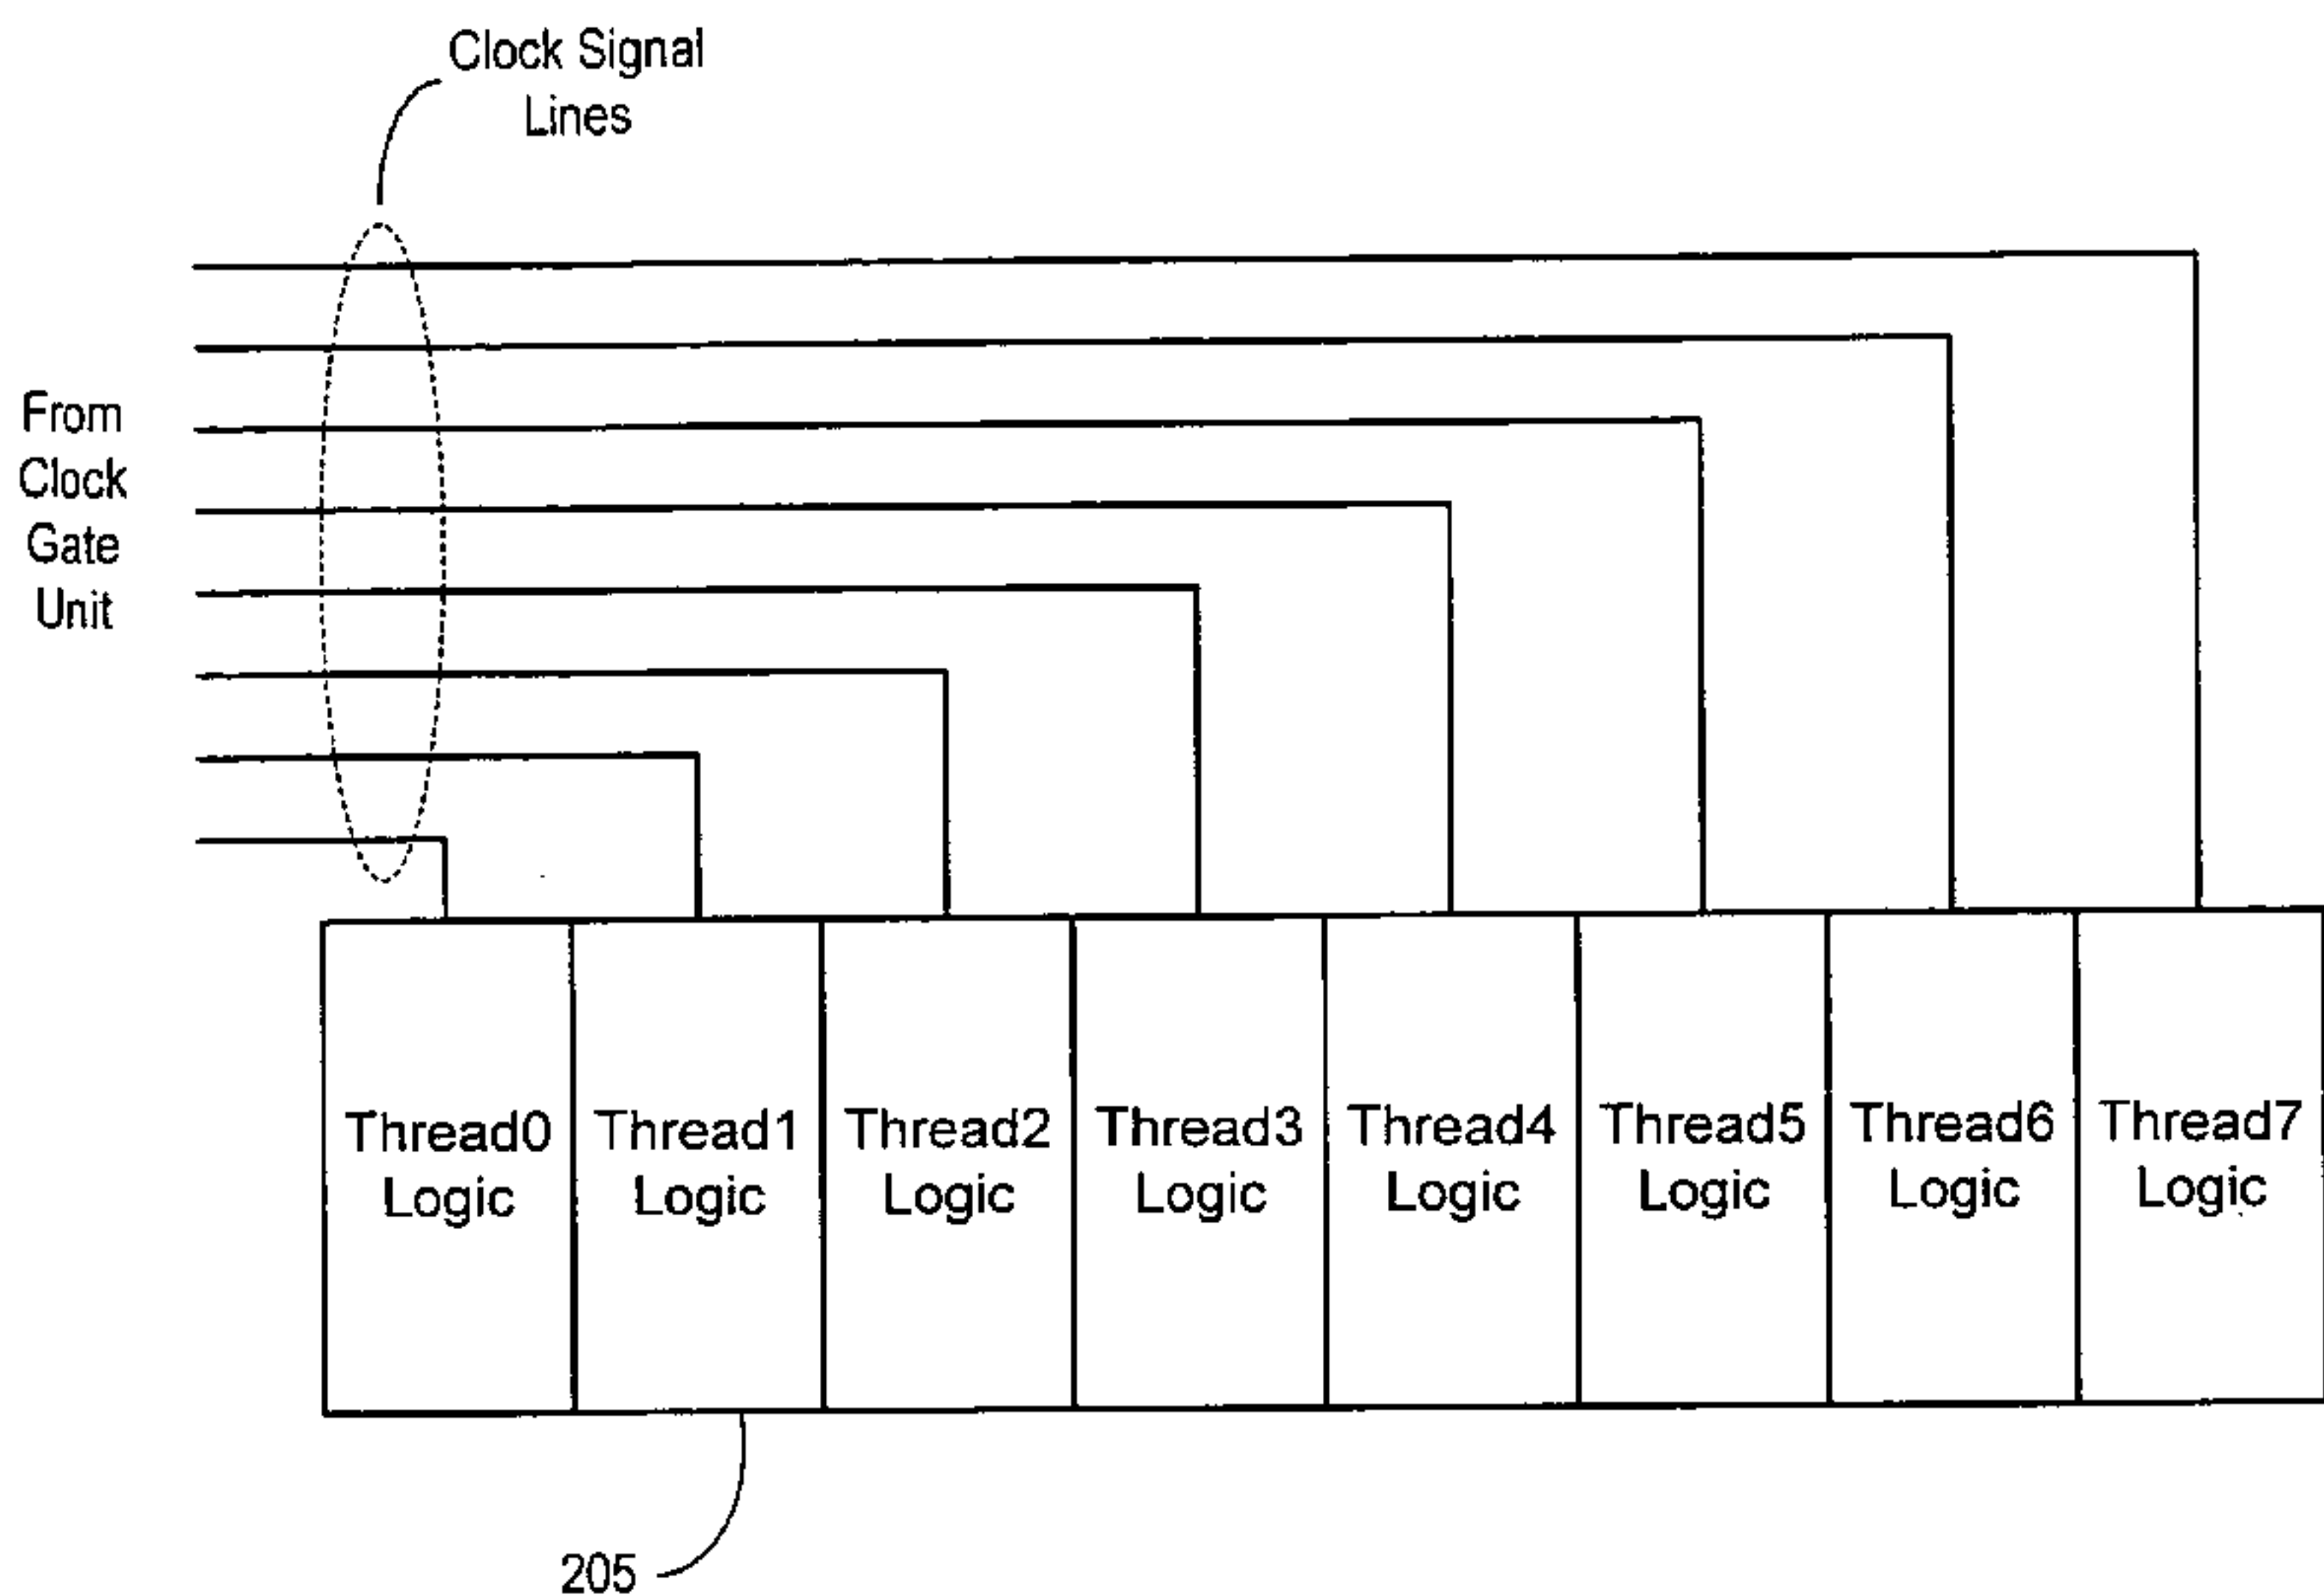 Clock Signal
Lines
From
Clock
Gate
Unit
Thread0
Logic
Thread1
Logic
Thread2
Logic
Thread3
Logic
Thread4
Logic
Thread5
Logic
Thread6
Logic
Thread7
Logic
205